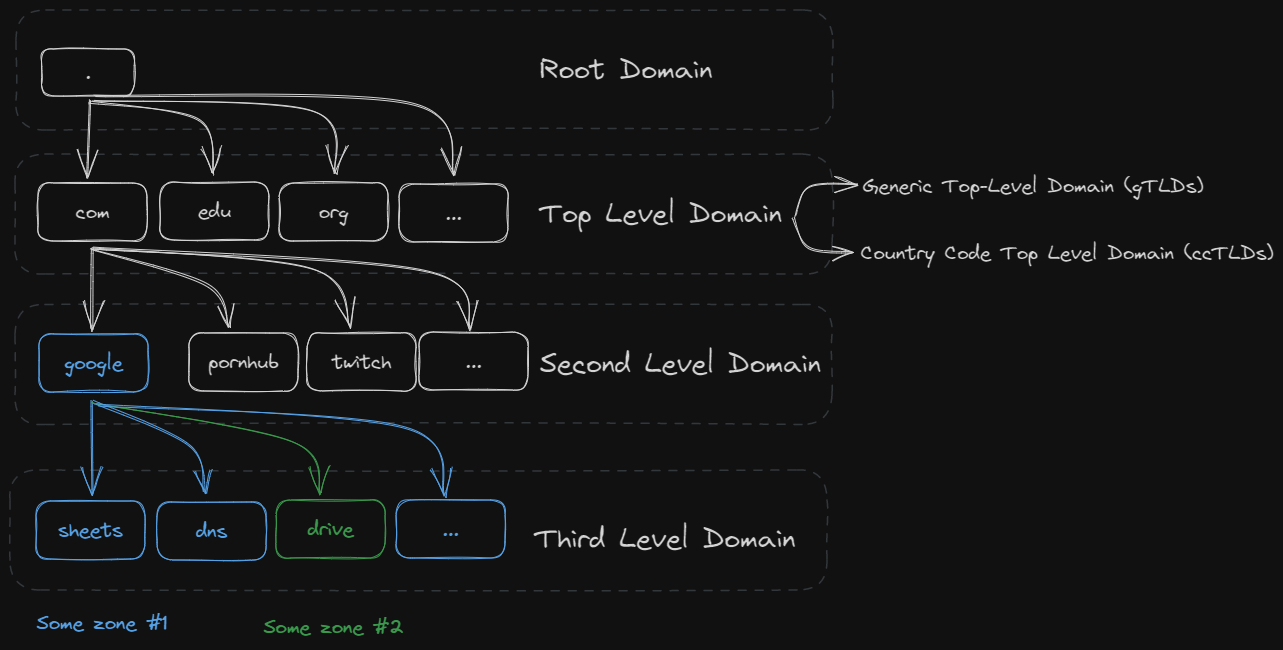 .
Root Domain
com
edu
org
...
Top Level Domain
Generic Top-Level Domain (gTLDs)
Country Code Top Level Domain (ccTLDs)
google
pornhub
twitch
...
Second Level Domain
sheets
dns
drive
...
Third Level Domain
Some zone #1
Some zone #2